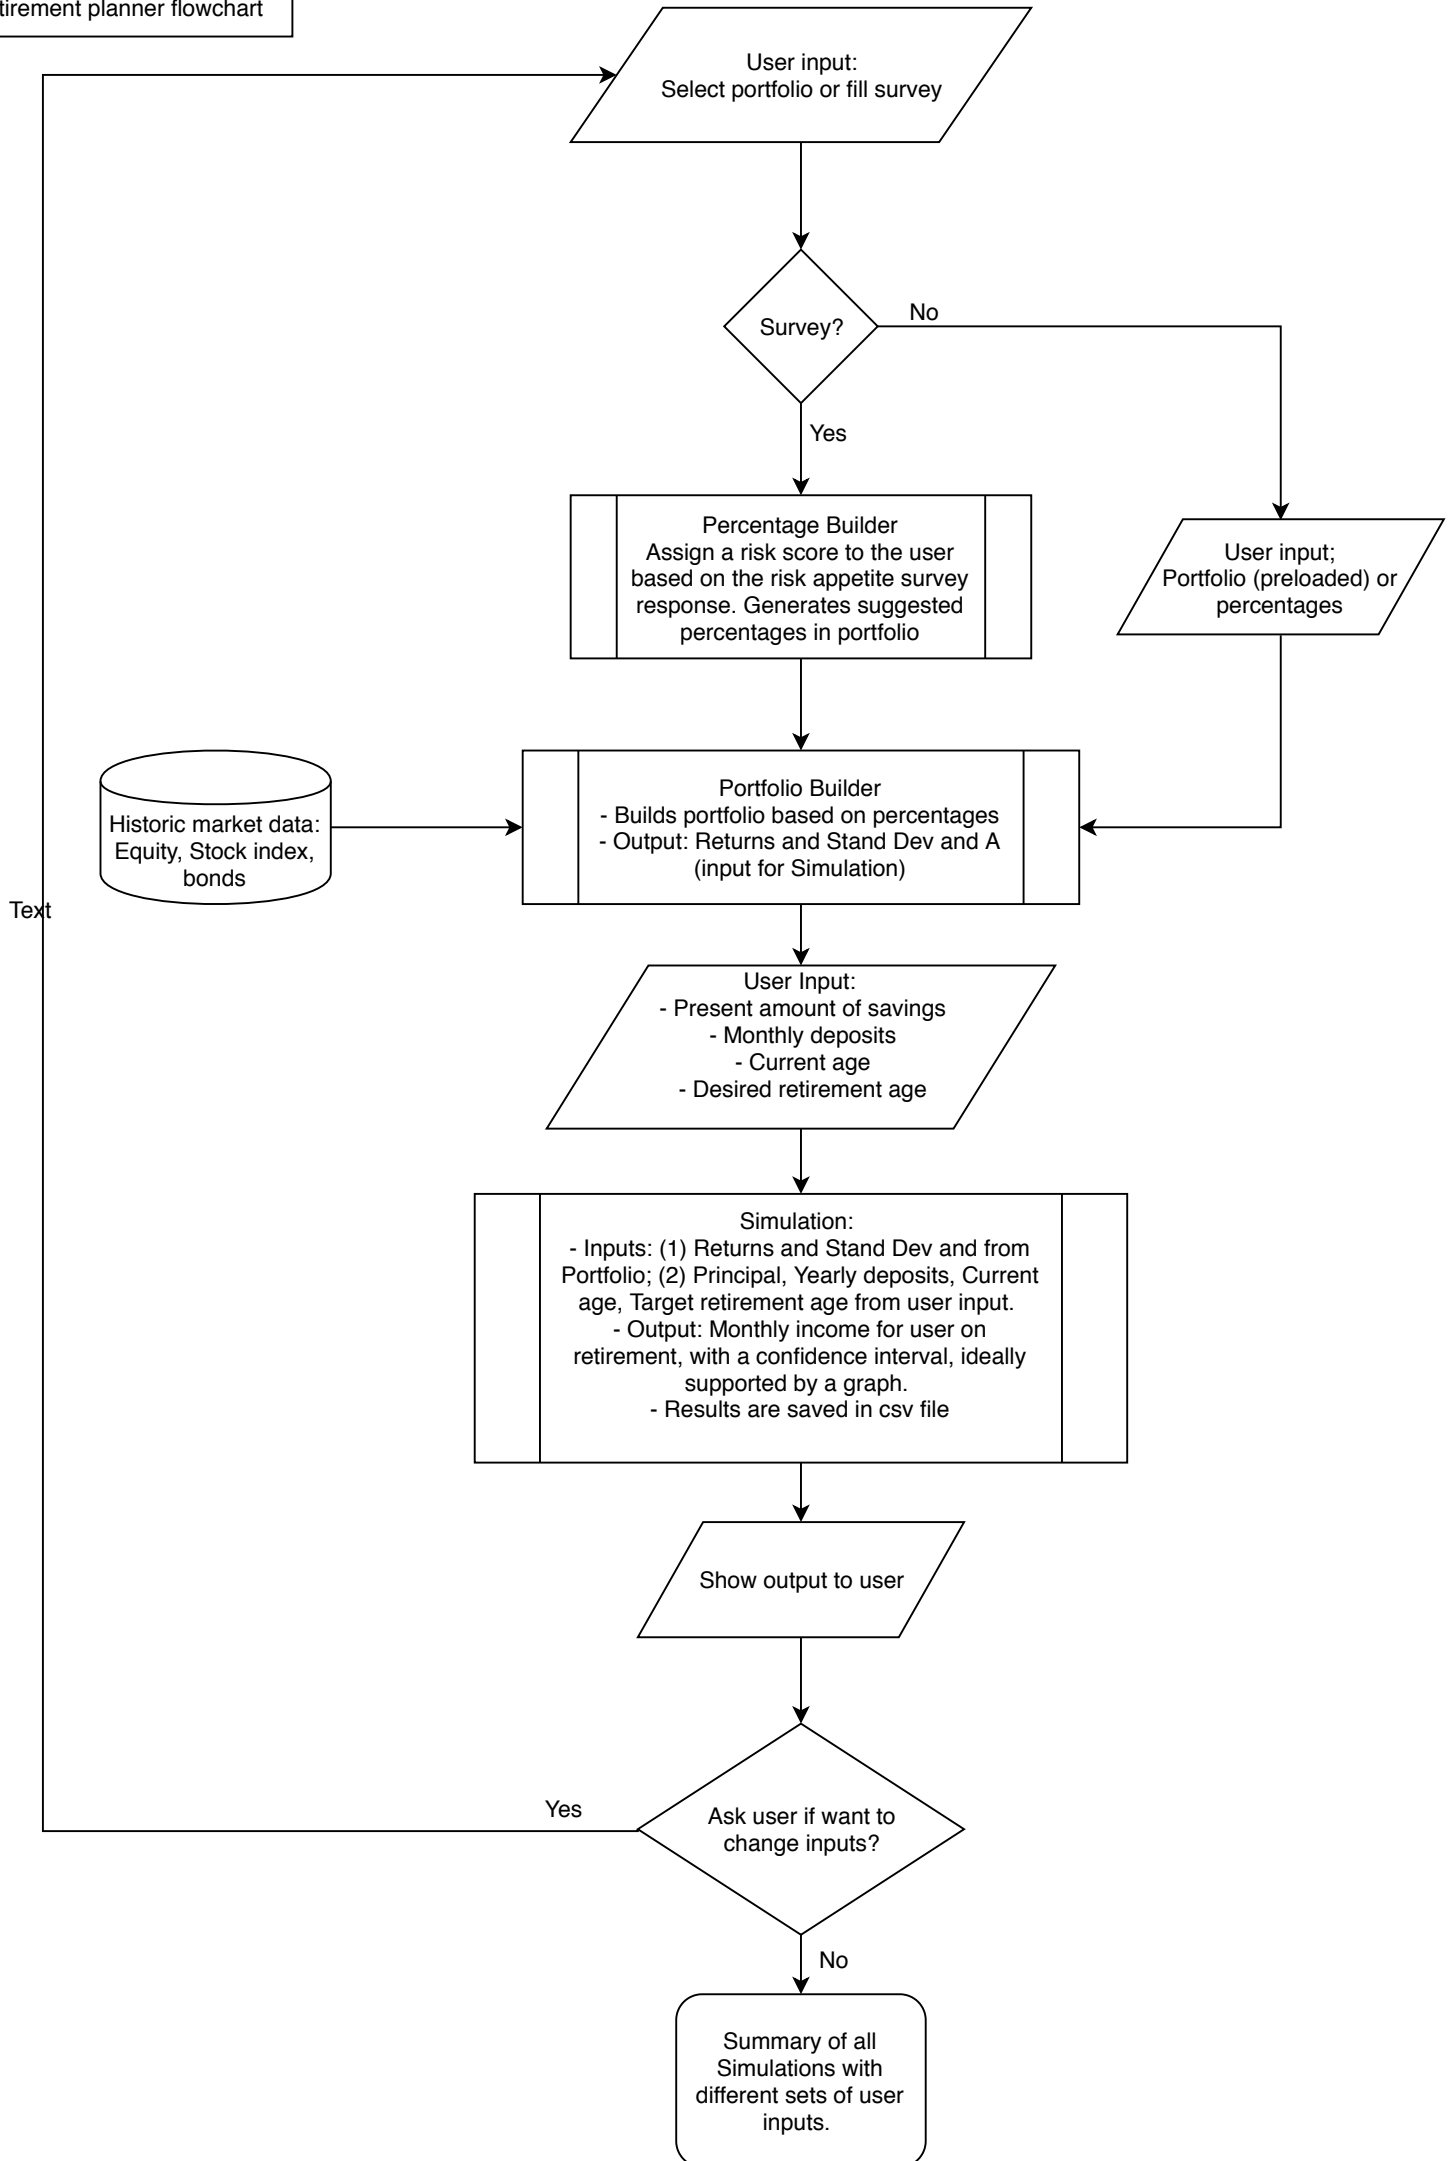 tirement planner flowchart
User input:
Select portfolio or fill survey
Survey?
No
Yes
Percentage Builder
Assign a risk score to the user
based on the risk appetite survey
response. Generates suggested
percentages in portfolio
User input;
Portfolio (preloaded) or
percentages
Historic market data:
Equity, Stock index,
bonds
Portfolio Builder
- Builds portfolio based on percentages
- Output: Returns and Stand Dev and A
(input for Simulation)
Text
User Input:
- Present amount of savings
- Monthly deposits
- Current age
- Desired retirement age
Simulation:
- Inputs: (1) Returns and Stand Dev and from
Portfolio; (2) Principal, Yearly deposits, Current
age, Target retirement age from user input.
- Output: Monthly income for user on
retirement, with a confidence interval, ideally
supported by a graph.
- Results are saved in csv file
Show output to user
Yes
Ask user if want to
change inputs?
No
Summary of all
Simulations with
different sets of user
inputs.